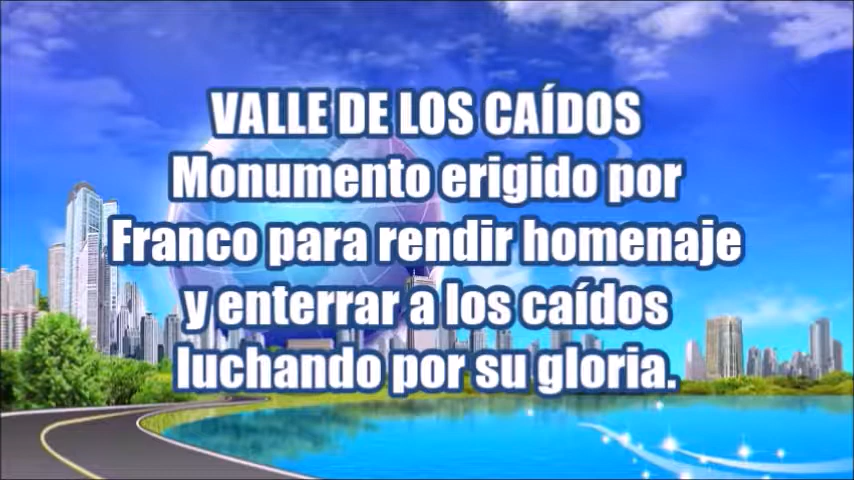 VALLE DE LOS CAÍDOS
Monumento erigido por
Franco para rendir homenaje
y enterrar a los caídos
luchando por su gloria.